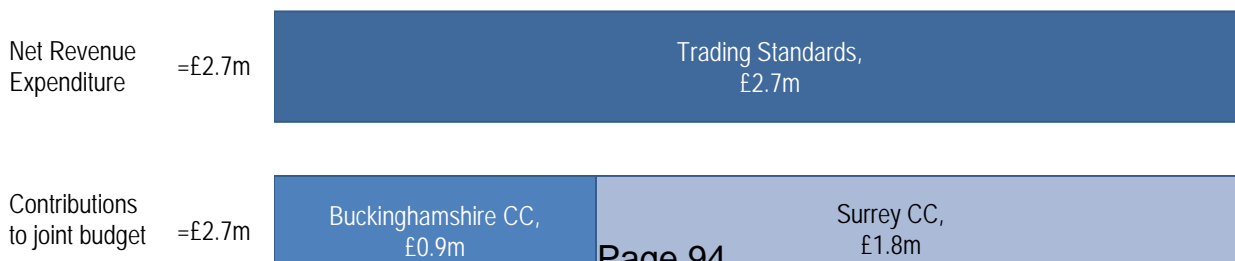 Net Revenue
Expenditure
=£2.7m
Trading Standards,
£2.7m
Contributions
to joint budget
=£2.7m
Buckinghamshire CC,
£0.9m
Surrey CC,
£1.8m
Page 94